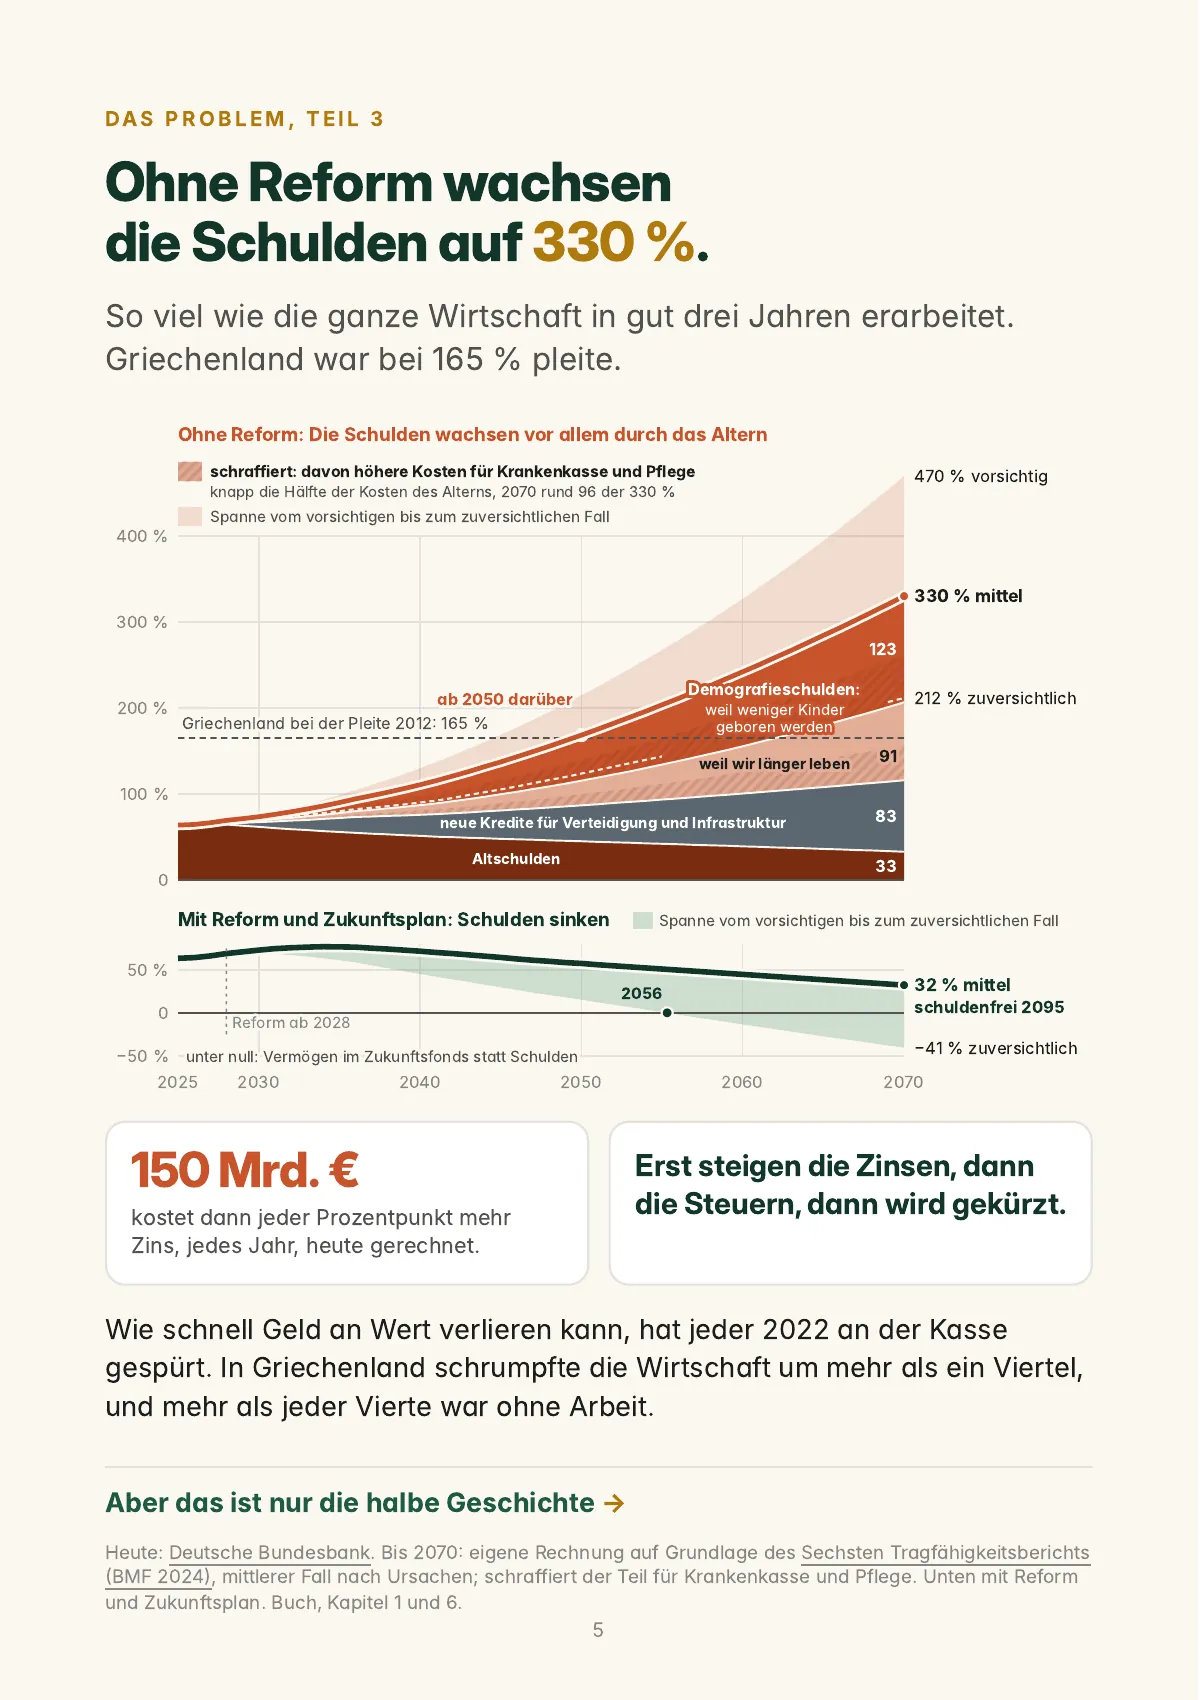 DAS PROBLEM, TEIL 3
Ohne Reform wachsen
die Schulden auf 330 %.
So viel wie die ganze Wirtschaft in gut drei Jahren erarbeitet.
Griechenland war bei 165 % pleite.
Ohne Reform: Die Schulden wachsen vor allem durch das Altern
schraffiert: davon höhere Kosten für Krankenkasse und Pflege
knapp die Hälfte der Kosten des Alterns, 2070 rund 96 der 330 %
Spanne vom vorsichtigen bis zum zuversichtlichen Fall
470 % vorsichtig
400 %
330 % mittel
300 %
123
Demografieschulden:
weil weniger Kinder
geboren werden
ab 2050 darüber
212 % zuversichtlich
200 %
Griechenland bei der Pleite 2012: 165 %
weil wir länger leben
91
100 %
neue Kredite für Verteidigung und Infrastruktur
83
Altschulden
33
0
Mit Reform und Zukunftsplan: Schulden sinken
Spanne vom vorsichtigen bis zum zuversichtlichen Fall
50 %
2056
32 % mittel
schuldenfrei 2095
0
Reform ab 2028
−50 %
unter null: Vermögen im Zukunftsfonds statt Schulden
−41 % zuversichtlich
2025 2030 2040 2050 2060 2070
150 Mrd. €
kostet dann jeder Prozentpunkt mehr
Zins, jedes Jahr, heute gerechnet.
Erst steigen die Zinsen, dann
die Steuern, dann wird gekürzt.
Wie schnell Geld an Wert verlieren kann, hat jeder 2022 an der Kasse
gespürt. In Griechenland schrumpfte die Wirtschaft um mehr als ein Viertel,
und mehr als jeder Vierte war ohne Arbeit.
Aber das ist nur die halbe Geschichte →
Heute: Deutsche Bundesbank. Bis 2070: eigene Rechnung auf Grundlage des Sechsten Tragfähigkeitsberichts
(BMF 2024), mittlerer Fall nach Ursachen; schraffiert der Teil für Krankenkasse und Pflege. Unten mit Reform
und Zukunftsplan. Buch, Kapitel 1 und 6.
5